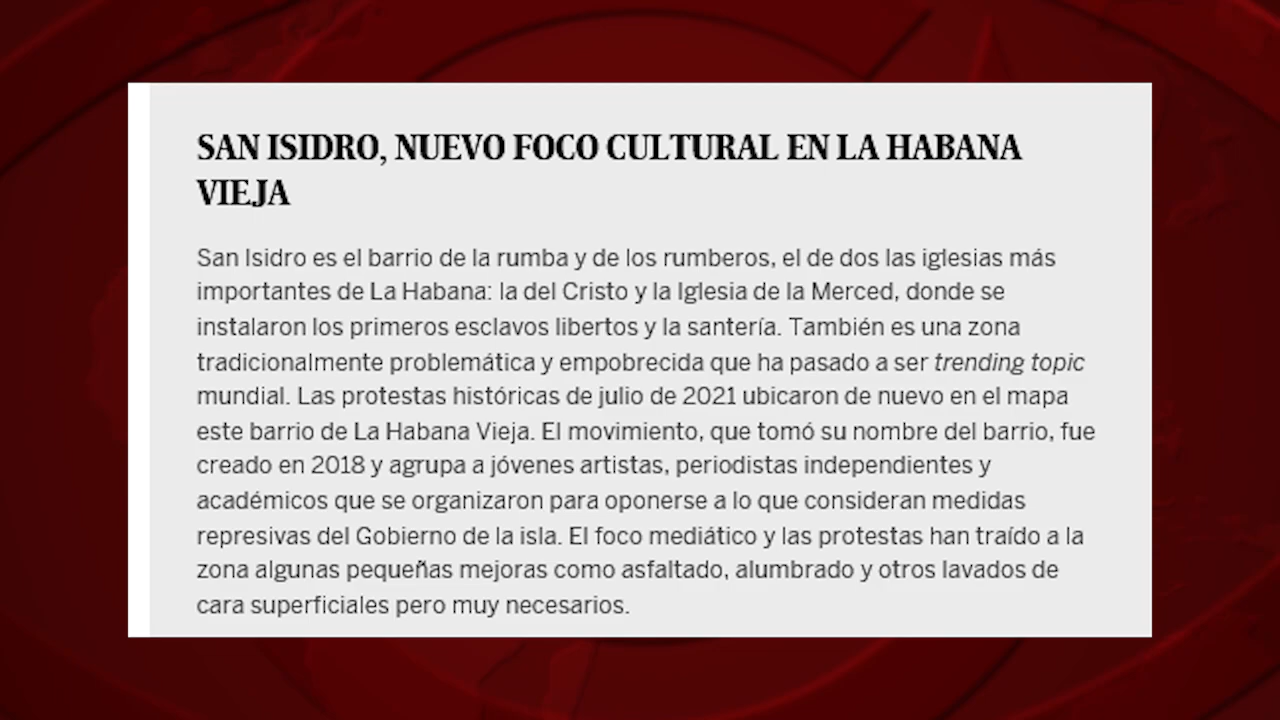 SAN ISIDRO, NUEVO FOCO CULTURAL EN LA HABANA
VIEJA
San Isidro es el barrio de la rumba y de los rumberos, el de dos las iglesias más
importantes de La Habana: la del Cristo y la Iglesia de la Merced, donde se
instalaron los primeros esclavos libertos y la santería. También es una zona
tradicionalmente problemática y empobrecida que ha pasado a ser trending topic
mundial. Las protestas históricas de julio de 2021 ubicaron de nuevo en el mapa
este barrio de La Habana Vieja. El movimiento, que tomó su nombre del barrio, fue
creado en 2018 y agrupa a jóvenes artistas, periodistas independientes y
académicos que se organizaron para oponerse a lo que consideran medidas
represivas del Gobierno de la isla. El foco mediático y las protestas han traído a la
zona algunas pequeñas mejoras como asfaltado, alumbrado y otros lavados de
cara superficiales pero muy necesarios.